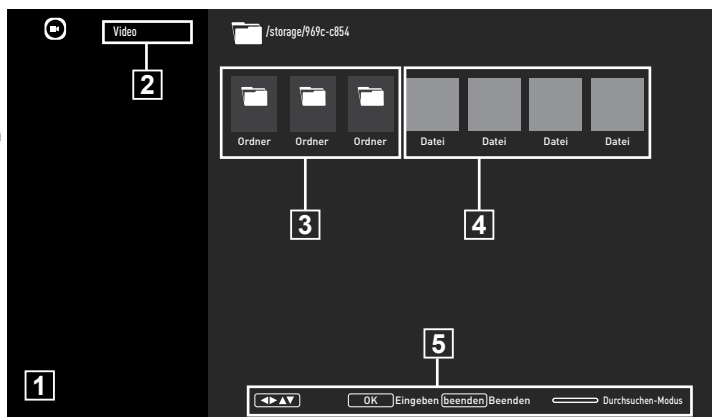 Video
/storage/969c-c854
2
Ordner Ordner Ordner Datei Datei Datei Datei
3 4
5
1
◀▶▲▼ OK Eingeben beenden Beenden Durchsuchen-Modus